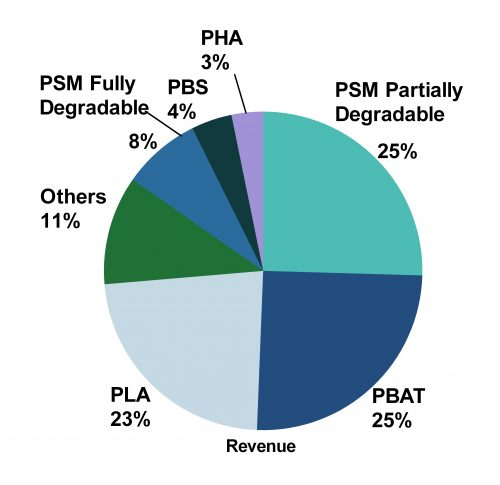 PHA
3%
PSM Fully
Degradable
8%
PBS
4%
PSM Partially
Degradable
25%
Others
11%
PLA
23%
PBAT
25%
Revenue